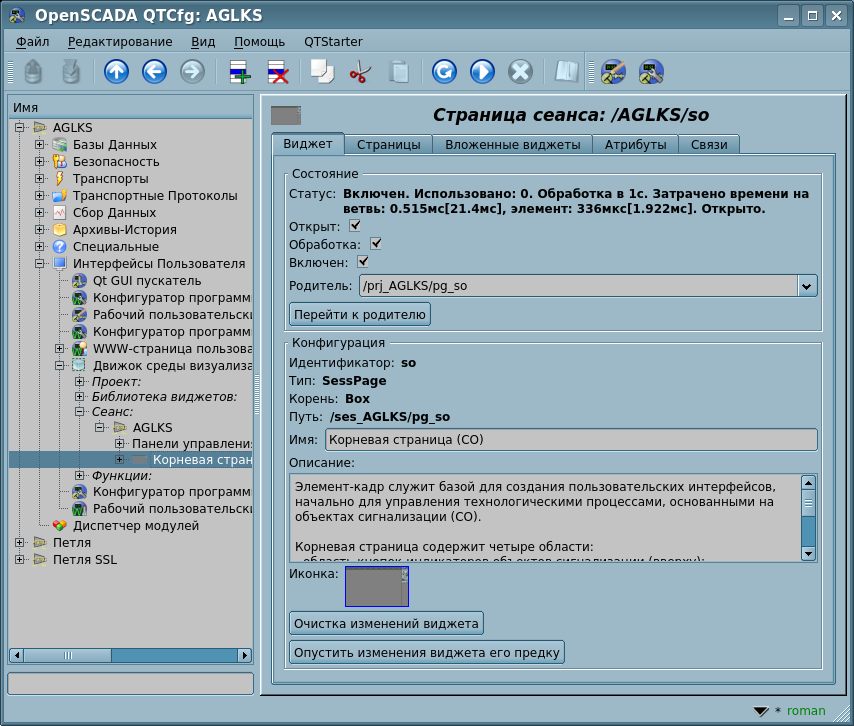 OpenSCADA QTCfg: AGLKS
Файл Редактирование Вид Помощь QTStarter
Имя
AGLKS
Базы Данных
Безопасность
Транспорты
Транспортные Протоколы
Сбор Данных
Архивы-История
Специальные
Интерфейсы Пользователя
Qt GUI пускатель
Конфигуратор программ
Рабочий пользовательск
Конфигуратор программ
WWW-страница пользова
Движок среды визуализа
Проект:
Библиотека виджетов:
Сеанс:
AGLKS
Панели управлени
Корневая стран
Функции:
Конфигуратор программ
Рабочий пользовательск
Диспетчер модулей
Петля
Петля SSL
Страница сеанса: /AGLKS/so
Виджет Страницы Вложенные виджеты Атрибуты Связи
Состояние
Статус: Включен. Использовано: 0. Обработка в 1с. Затрачено времени на
ветвь: 0.515мс[21.4мс], элемент: 336мкс[1.922мс]. Открыто.
Открыт:
Обработка:
Включен:
Родитель: /prj_AGLKS/pg_so
Перейти к родителю
Конфигурация
Идентификатор: so
Тип: SessPage
Корень: Box
Путь: /ses_AGLKS/pg_so
Имя: Корневая страница (СО)
Описание:
Элемент-кадр служит базой для создания пользовательских интерфейсов,
начально для управления технологическими процессами, основанными на
объектах сигнализации (СО).
Корневая страница содержит четыре области:
- область кнопок-индикаторов объектов сигнализации (вверху);
Иконка:
Очистка изменений виджета
Опустить изменения виджета его предку
* roman